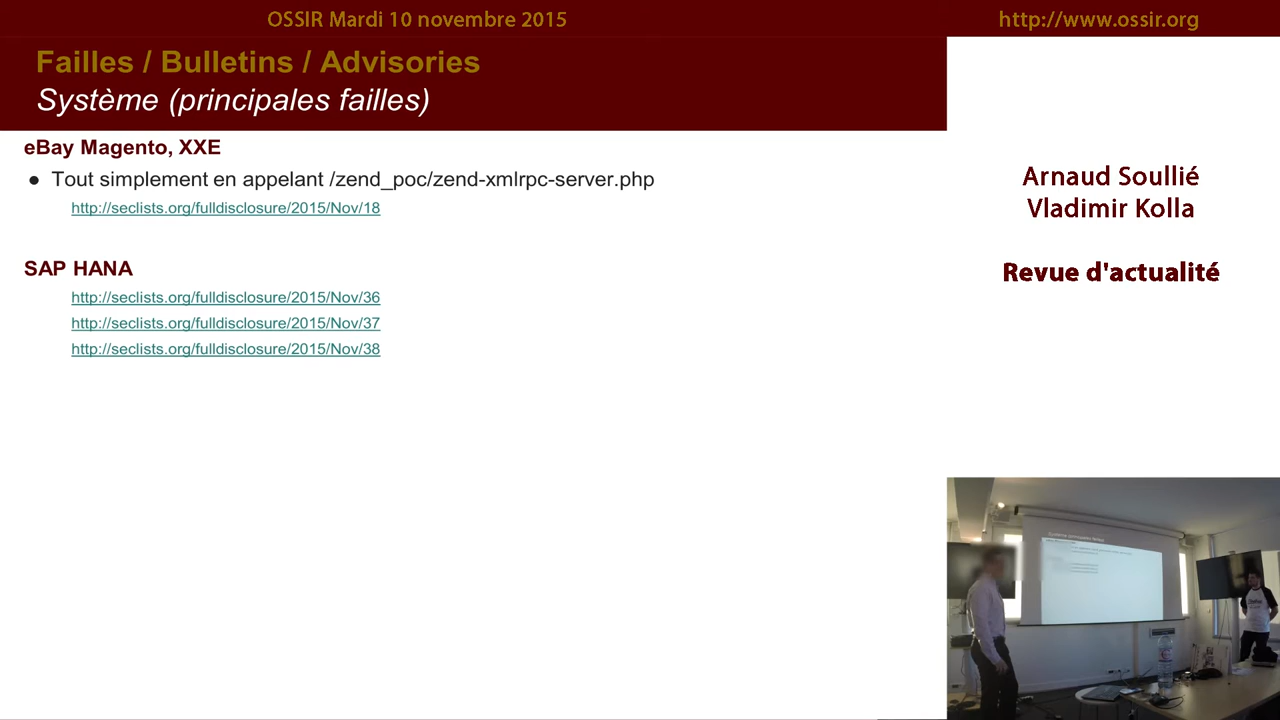 OSSIR Mardi 10 novembre 2015
http://www.ossir.org
Failles / Bulletins / Advisories
Système (principales failles)
eBay Magento, XXE
● Tout simplement en appelant /zend_poc/zend-xmlrpc-server.php
http://seclists.org/fulldisclosure/2015/Nov/18
SAP HANA
http://seclists.org/fulldisclosure/2015/Nov/36
http://seclists.org/fulldisclosure/2015/Nov/37
http://seclists.org/fulldisclosure/2015/Nov/38
Arnaud Soullié
Vladimir Kolla
Revue d'actualité